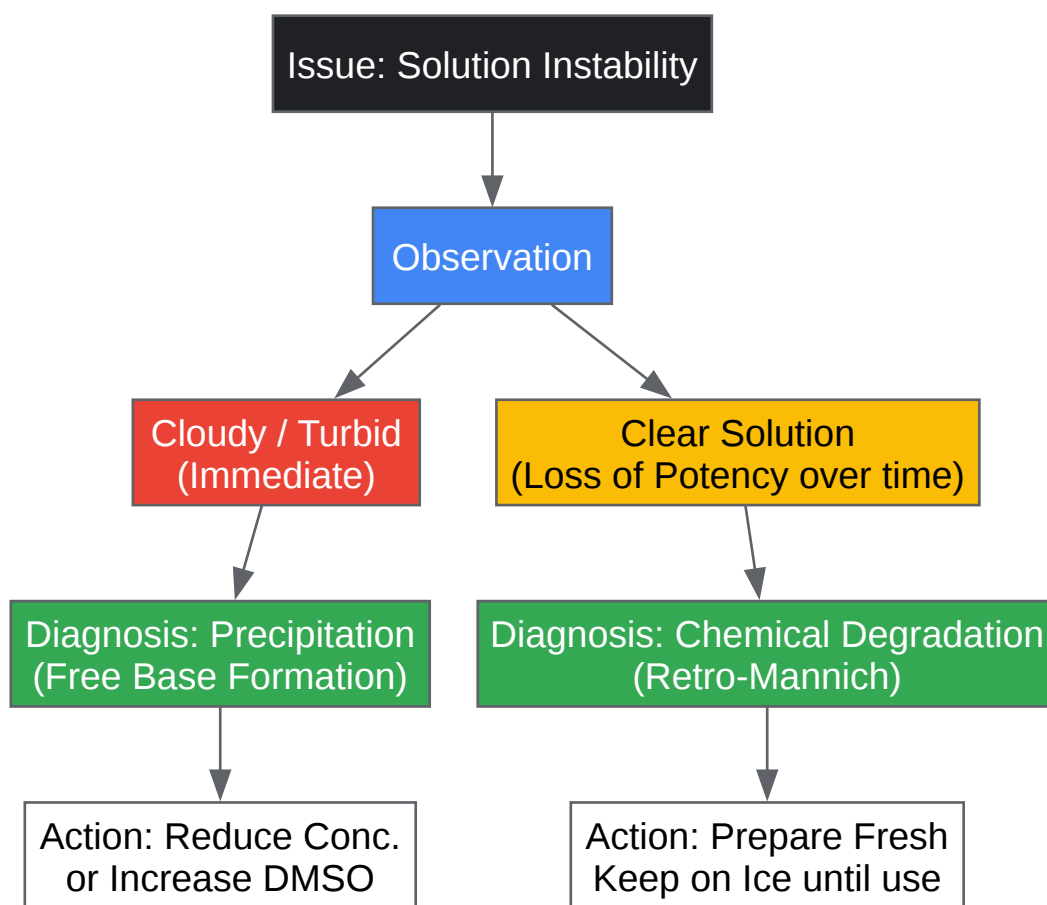 Issue: Solution Instability
Observation
Cloudy / Turbid
(Immediate)
Clear Solution
(Loss of Potency over time)
Diagnosis: Precipitation
(Free Base Formation)
Diagnosis: Chemical Degradation
(Retro-Mannich)
Action: Reduce Conc.
or Increase DMSO
Action: Prepare Fresh
Keep on Ice until use